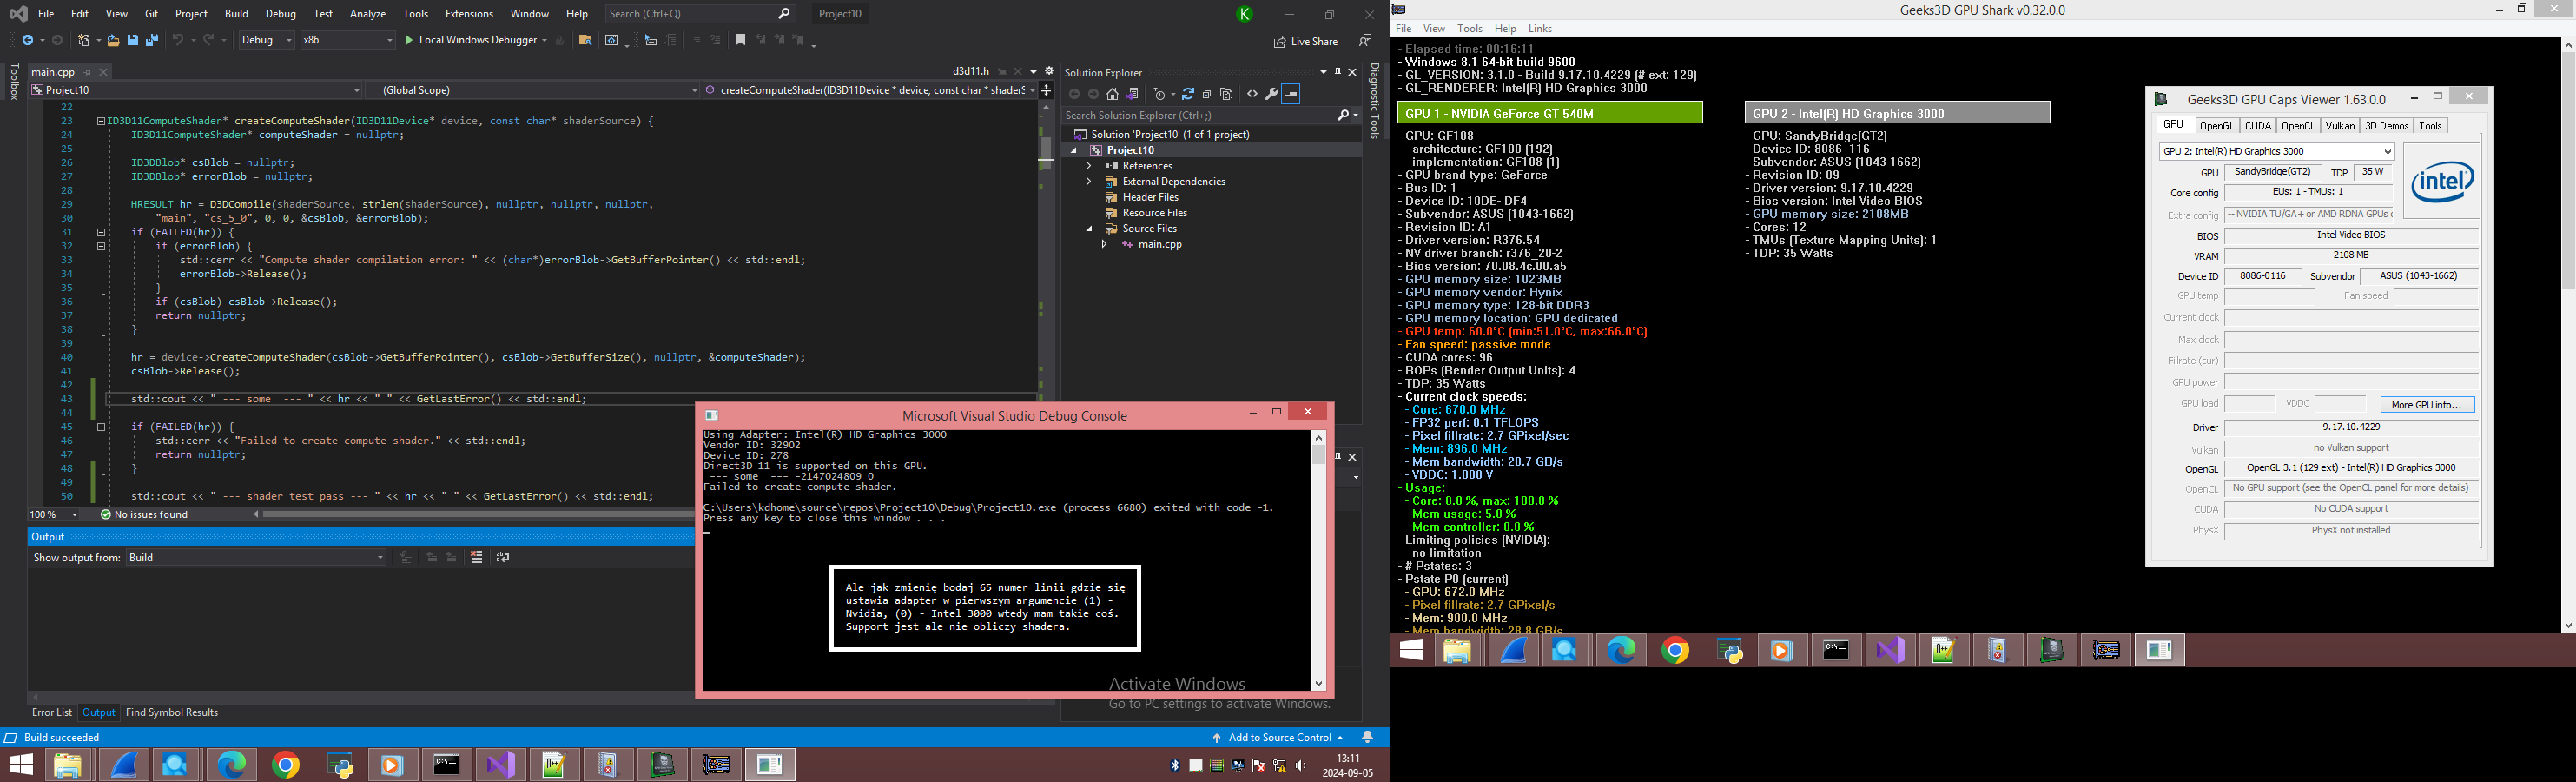 File Edit View Git Project Build Debug Test Analyze Tools Extensions Window Help Search (Ctrl+Q) Project10
K
Debug x86 Local Windows Debugger
Live Share
Toolbox
main.cpp
d3d11.h
Project10 (Global Scope) createComputeShader(ID3D11Device * device, const char * shaderS
22
23 ID3D11ComputeShader* createComputeShader(ID3D11Device* device, const char* shaderSource) {
24 ID3D11ComputeShader* computeShader = nullptr;
25
26 ID3DBlob* csBlob = nullptr;
27 ID3DBlob* errorBlob = nullptr;
28
29 HRESULT hr = D3DCompile(shaderSource, strlen(shaderSource), nullptr, nullptr, nullptr,
30 "main", "cs_5_0", 0, 0, &csBlob, &errorBlob);
31 if (FAILED(hr)) {
32 if (errorBlob) {
33 std::cerr << "Compute shader compilation error: " << (char*)errorBlob->GetBufferPointer() << std::endl;
34 errorBlob->Release();
35 }
36 if (csBlob) csBlob->Release();
37 return nullptr;
38 }
39
40 hr = device->CreateComputeShader(csBlob->GetBufferPointer(), csBlob->GetBufferSize(), nullptr, &computeShader);
41 csBlob->Release();
42
43 std::cout << " --- some  --- " << hr << " " << GetLastError() << std::endl;
44
45 if (FAILED(hr)) {
46 std::cerr << "Failed to create compute shader." << std::endl;
47 return nullptr;
48 }
49
50 std::cout << " --- shader test pass --- " << hr << " " << GetLastError() << std::endl;
100 % No issues found
Output
Show output from: Build
Error List Output Find Symbol Results
Build succeeded
Add to Source Control
13:11
2024-09-05
Solution Explorer
Search Solution Explorer (Ctrl+;)
Solution 'Project10' (1 of 1 project)
Project10
References
External Dependencies
Header Files
Resource Files
Source Files
main.cpp
Diagnostic Tools
Microsoft Visual Studio Debug Console
Using Adapter: Intel(R) HD Graphics 3000
Vendor ID: 32902
Device ID: 278
Direct3D 11 is supported on this GPU.
--- some  --- -2147024809 0
Failed to create compute shader.
C:\Users\kdhome\source\repos\Project10\Debug\Project10.exe (process 6680) exited with code -1.
Press any key to close this window . . .
Ale jak zmienię bodaj 65 numer linii gdzie się
ustawia adapter w pierwszym argumencie (1) -
Nvidia, (0) - Intel 3000 wtedy mam takie coś.
Support jest ale nie obliczy shadera.
Activate Windows
Go to PC settings to activate Windows.
Geeks3D GPU Shark v0.32.0.0
File View Tools Help Links
- Elapsed time: 00:16:11
- Windows 8.1 64-bit build 9600
- GL_VERSION: 3.1.0 - Build 9.17.10.4229 (# ext: 129)
- GL_RENDERER: Intel(R) HD Graphics 3000
GPU 1 - NVIDIA GeForce GT 540M
- GPU: GF108
- architecture: GF100 (192)
- implementation: GF108 (1)
- GPU brand type: GeForce
- Bus ID: 1
- Device ID: 10DE- DF4
- Subvendor: ASUS (1043-1662)
- Revision ID: A1
- Driver version: R376.54
- NV driver branch: r376_20-2
- Bios version: 70.08.4c.00.a5
- GPU memory size: 1023MB
- GPU memory vendor: Hynix
- GPU memory type: 128-bit DDR3
- GPU memory location: GPU dedicated
- GPU temp: 60.0°C (min:51.0°C, max:66.0°C)
- Fan speed: passive mode
- CUDA cores: 96
- ROPs (Render Output Units): 4
- TDP: 35 Watts
- Current clock speeds:
- Core: 670.0 MHz
- FP32 perf: 0.1 TFLOPS
- Pixel fillrate: 2.7 GPixel/sec
- Mem: 896.0 MHz
- Mem bandwidth: 28.7 GB/s
- VDDC: 1.000 V
- Usage:
- Core: 0.0 %, max: 100.0 %
- Mem usage: 5.0 %
- Mem controller: 0.0 %
- Limiting policies (NVIDIA):
- no limitation
- # Pstates: 3
- Pstate P0 (current)
- GPU: 672.0 MHz
- Pixel fillrate: 2.7 GPixel/s
- Mem: 900.0 MHz
- Mem bandwidth: 28.8 GB/s
GPU 2 - Intel(R) HD Graphics 3000
- GPU: SandyBridge(GT2)
- Device ID: 8086- 116
- Subvendor: ASUS (1043-1662)
- Revision ID: 09
- Driver version: 9.17.10.4229
- Bios version: Intel Video BIOS
- GPU memory size: 2108MB
- Cores: 12
- TMUs (Texture Mapping Units): 1
- TDP: 35 Watts
Geeks3D GPU Caps Viewer 1.63.0.0
GPU OpenGL CUDA OpenCL Vulkan 3D Demos Tools
GPU 2: Intel(R) HD Graphics 3000
GPU SandyBridge(GT2) TDP 35 W
intel
Core config EUs: 1 - TMUs: 1
Extra config -- NVIDIA TU/GA+ or AMD RDNA GPUs
BIOS Intel Video BIOS
VRAM 2108 MB
Device ID 8086-0116 Subvendor ASUS (1043-1662)
GPU temp Fan speed
Current clock
Max clock
Fillrate (cur)
GPU power
GPU load VDDC More GPU info...
Driver 9.17.10.4229
Vulkan no Vulkan support
OpenGL OpenGL 3.1 (129 ext) - Intel(R) HD Graphics 3000
OpenCL No GPU support (see the OpenCL panel for more details)
CUDA No CUDA support
PhysX PhysX not installed